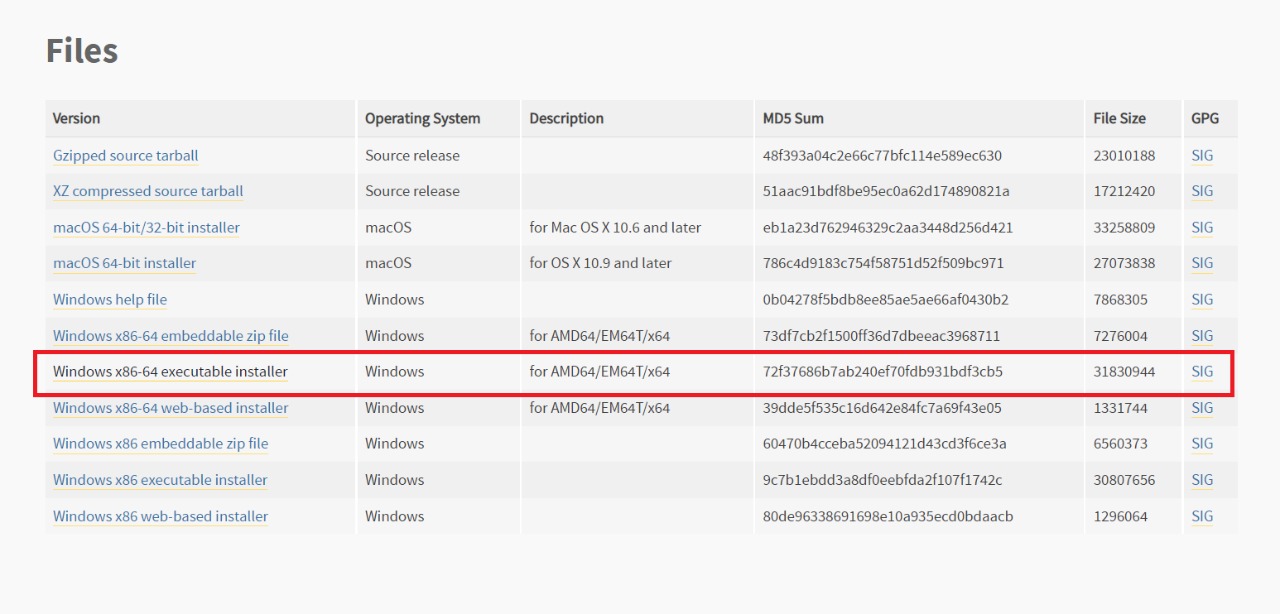 Files
Version Operating System Description MD5 Sum File Size GPG
Gzipped source tarball Source release 48f393a04c2e66c77bfc114e589ec630 23010188 SIG
XZ compressed source tarball Source release 51aac91bdf8be95ec0a62d174890821a 17212420 SIG
macOS 64-bit/32-bit installer macOS for Mac OS X 10.6 and later eb1a23d762946329c2aa3448d256d421 33258809 SIG
macOS 64-bit installer macOS for OS X 10.9 and later 786c4d9183c754f58751d52f509bc971 27073838 SIG
Windows help file Windows 0b04278f5bdb8ee85ae5ae66af0430b2 7868305 SIG
Windows x86-64 embeddable zip file Windows for AMD64/EM64T/x64 73df7cb2f1500ff36d7dbeeac3968711 7276004 SIG
Windows x86-64 executable installer Windows for AMD64/EM64T/x64 72f37686b7ab240ef70fdb931bdf3cb5 31830944 SIG
Windows x86-64 web-based installer Windows for AMD64/EM64T/x64 39dde5f535c16d642e84fc7a69f43e05 1331744 SIG
Windows x86 embeddable zip file Windows 60470b4cceba52094121d43cd3f6ce3a 6560373 SIG
Windows x86 executable installer Windows 9c7b1ebdd3a8df0eebfda2f107f1742c 30807656 SIG
Windows x86 web-based installer Windows 80de96338691698e10a935ecd0bdaacb 1296064 SIG